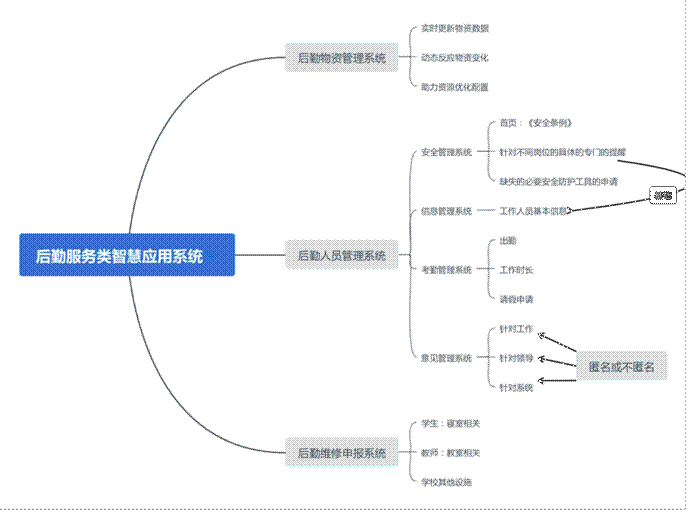 后勤服务类智慧应用系统
后勤物资管理系统
实时更新物资数据
动态反应物资变化
助力资源优化配置
后勤人员管理系统
安全管理系统
首页：《安全条例》
针对不同岗位的具体的专门的提醒
缺失的必要安全防护工具的申请
信息管理系统
工作人员基本信息
考勤管理系统
出勤
工作时长
请假申请
意见管理系统
针对工作
针对领导
针对系统
匿名或不匿名
后勤维修申报系统
学生：寝室相关
教师：教室相关
学校其他设施